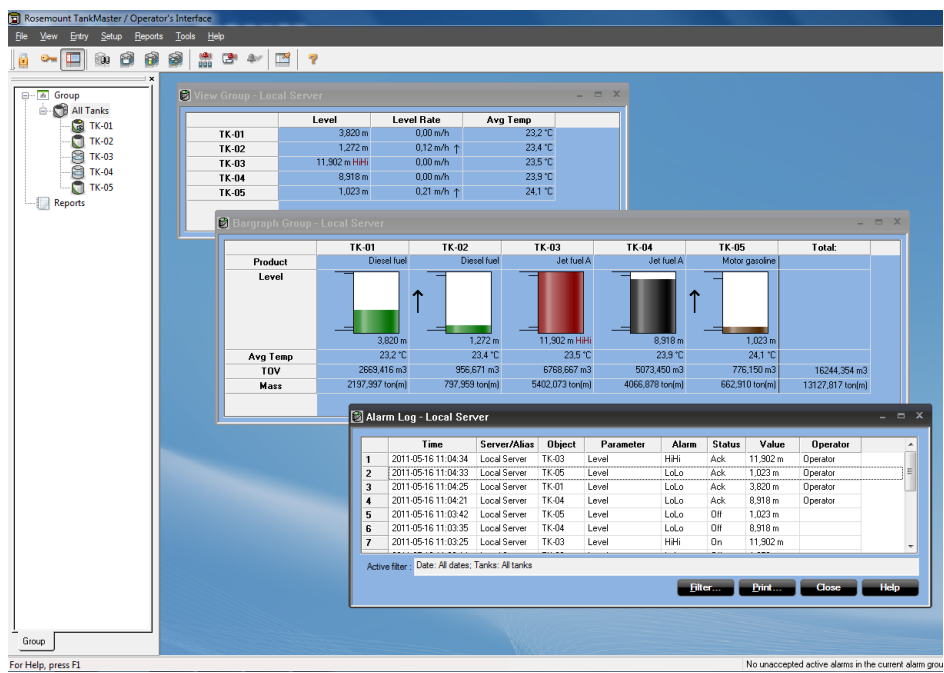 Rosemount TankMaster / Operator's Interface
File View Entry Setup Reports Tools Help
Group
All Tanks
TK-01
TK-02
TK-03
TK-04
TK-05
Reports
View Group - Local Server
Level Level Rate Avg Temp
TK-01 3,820 m 0,00 m/h 23,2 °C
TK-02 1,272 m 0,12 m/h ↑ 23,4 °C
TK-03 11,902 m HiHi 0,00 m/h 23,5 °C
TK-04 8,918 m 0,00 m/h 23,9 °C
TK-05 1,023 m 0,21 m/h ↑ 24,1 °C
Bargraph Group - Local Server
TK-01 TK-02 TK-03 TK-04 TK-05 Total:
Product Diesel fuel Diesel fuel Jet fuel A Jet fuel A Motor gasoline
Level
3,820 m 1,272 m 11,902 m HiHi 8,918 m 1,023 m
Avg Temp 23,2 °C 23,4 °C 23,5 °C 23,9 °C 24,1 °C
TOV 2669,416 m3 956,671 m3 6768,667 m3 5073,450 m3 776,150 m3 16244,354 m3
Mass 2197,997 ton(m) 797,959 ton(m) 5402,073 ton(m) 4066,878 ton(m) 662,910 ton(m) 13127,817 ton(m)
Alarm Log - Local Server
Time Server/Alias Object Parameter Alarm Status Value Operator
1 2011-05-16 11:04:34 Local Server TK-03 Level HiHi Ack 11,902 m Operator
2 2011-05-16 11:04:33 Local Server TK-05 Level LoLo Ack 1,023 m Operator
3 2011-05-16 11:04:25 Local Server TK-01 Level LoLo Ack 3,820 m Operator
4 2011-05-16 11:04:21 Local Server TK-04 Level LoLo Ack 8,918 m Operator
5 2011-05-16 11:03:42 Local Server TK-05 Level LoLo Off 1,023 m
6 2011-05-16 11:03:35 Local Server TK-04 Level LoLo Off 8,918 m
7 2011-05-16 11:03:25 Local Server TK-03 Level HiHi On 11,902 m
Active filter : Date: All dates; Tanks: All tanks
Filter... Print... Close Help
Group
For Help, press F1
No unaccepted active alarms in the current alarm grou